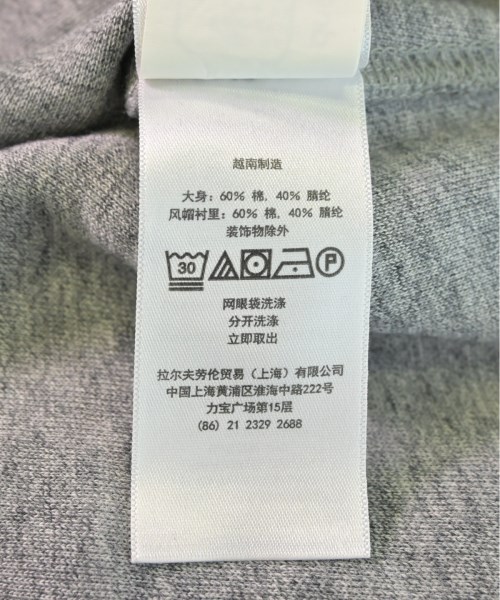 越南制造
大身：60% 棉，40% 腈纶
风帽衬里：60% 棉，40% 腈纶
装饰物除外
30
P
网眼袋洗涤
分开洗涤
立即取出
拉尔夫劳伦贸易（上海）有限公司
中国上海黄浦区淮海中路222号
力宝广场第15层
(86) 21 2329 2688